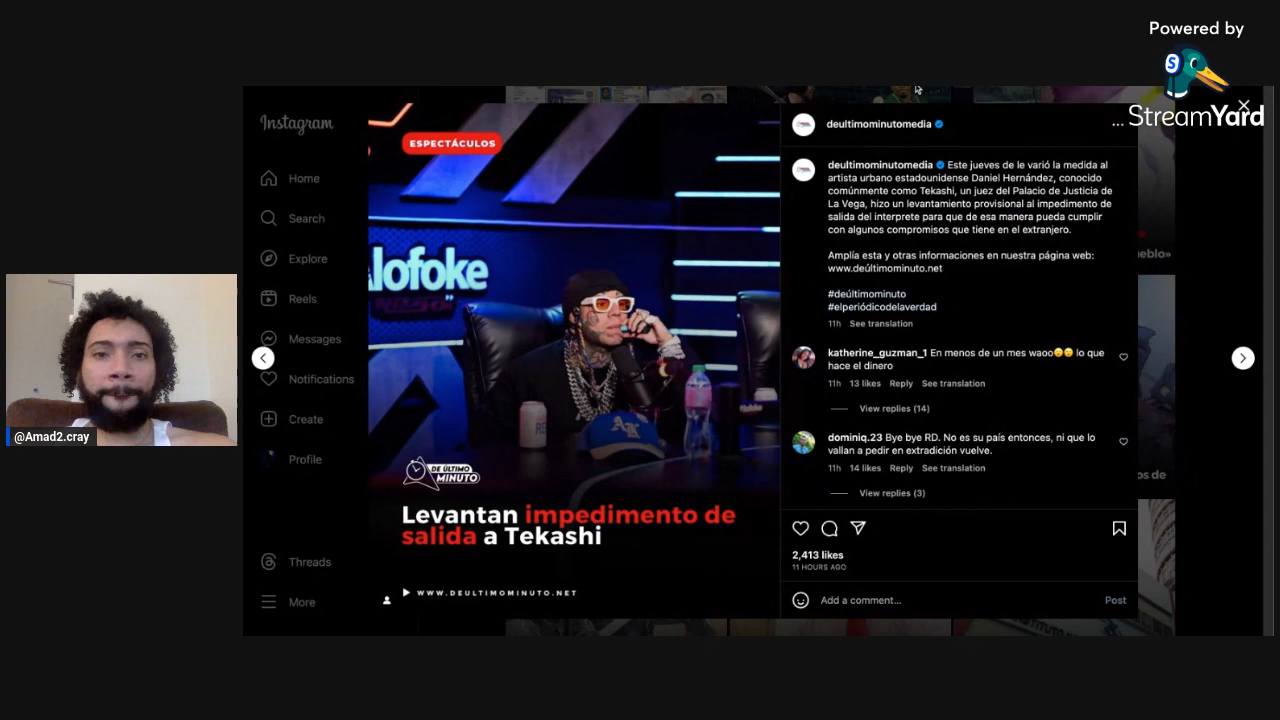 Powered by
StreamYard
Instagram
Home
Search
Explore
Reels
Messages
Notifications
Create
Profile
Threads
More
@Amad2.cray
ESPECTÁCULOS
lofoke
DE ÚLTIMO
MINUTO
Levantan impedimento de
salida a Tekashi
WWW.DEULTIMOMINUTO.NET
deultimominutomedia
deultimominutomedia Este jueves de le varió la medida al
artista urbano estadounidense Daniel Hernández, conocido
comúnmente como Tekashi, un juez del Palacio de Justicia de
La Vega, hizo un levantamiento provisional al impedimento de
salida del interprete para que de esa manera pueda cumplir
con algunos compromisos que tiene en el extranjero.
Amplía esta y otras informaciones en nuestra página web:
www.deúltimominuto.net
#deúltimominuto
#elperiódicodelaverdad
11h See translation
katherine_guzman_1 En menos de un mes waoo😯😯 lo que
hace el dinero
11h 13 likes Reply See translation
View replies (14)
dominiq.23 Bye bye RD. No es su país entonces, ni que lo
vallan a pedir en extradición vuelve.
11h 14 likes Reply See translation
View replies (3)
2,413 likes
11 HOURS AGO
Add a comment...
Post
eblo»
os de